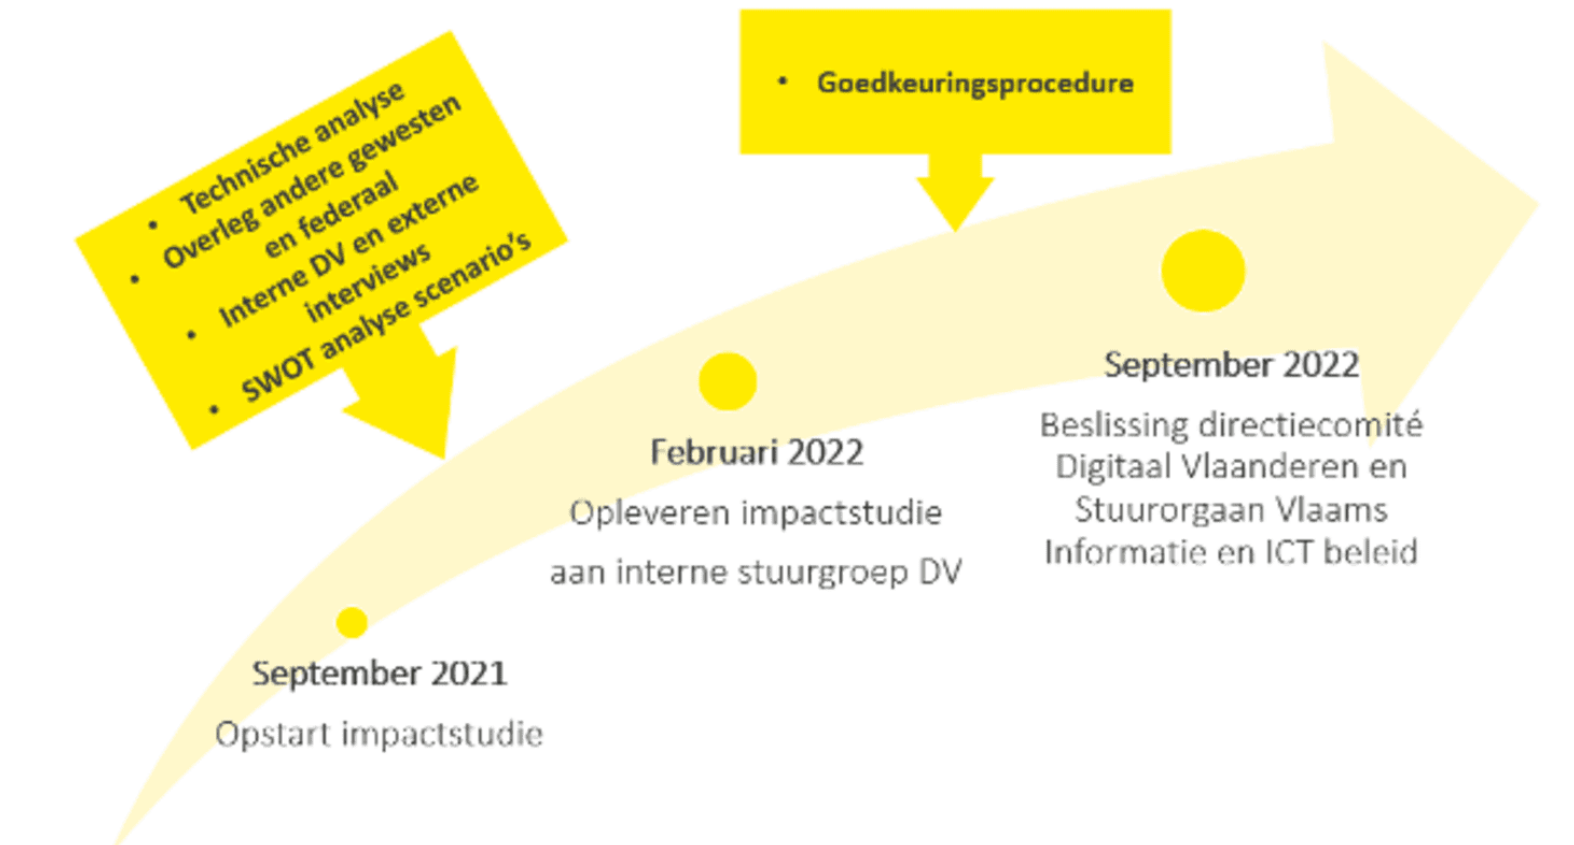 • Technische analyse
• Overleg andere gewesten
en federaal
• Interne DV en externe
interviews
• SWOT analyse scenario's
• Goedkeuringsprocedure
September 2021
Opstart impactstudie
Februari 2022
Opleveren impactstudie
aan interne stuurgroep DV
September 2022
Beslissing directiecomité
Digitaal Vlaanderen en
Stuurorgaan Vlaams
Informatie en ICT beleid